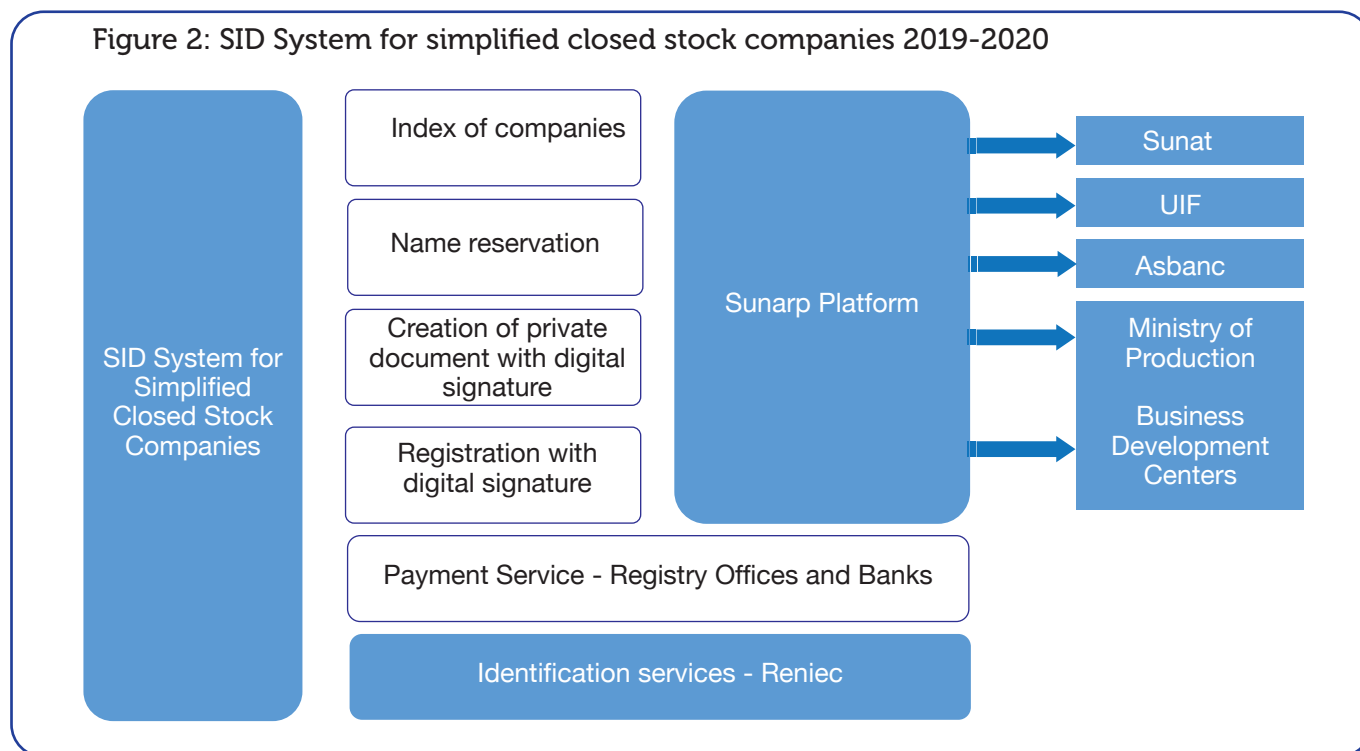 Figure 2: SID System for simplified closed stock companies 2019-2020
SID System for
Simplified
Closed Stock
Companies
Index of companies
Name reservation
Creation of private
document with digital
signature
Registration with
digital signature
Sunarp Platform
Payment Service - Registry Offices and Banks
Identification services - Reniec
Sunat
UIF
Asbanc
Ministry of
Production
Business
Development
Centers